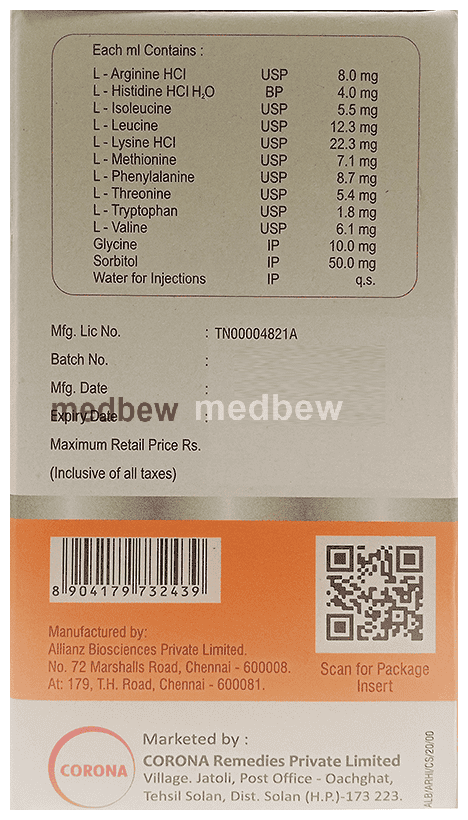 Each ml Contains :
L - Arginine HCl USP 8.0 mg
L - Histidine HCl H₂O BP 4.0 mg
L - Isoleucine USP 5.5 mg
L - Leucine USP 12.3 mg
L - Lysine HCl USP 22.3 mg
L - Methionine USP 7.1 mg
L - Phenylalanine USP 8.7 mg
L - Threonine USP 5.4 mg
L - Tryptophan USP 1.8 mg
L - Valine USP 6.1 mg
Glycine IP 10.0 mg
Sorbitol IP 50.0 mg
Water for Injections IP q.s.
Mfg. Lic No. : TN00004821A
Batch No. :
Mfg. Date :
medbew medbew
Expiry Date :
Maximum Retail Price Rs.
(Inclusive of all taxes)
8 904179 732439
Manufactured by:
Allianz Biosciences Private Limited.
No. 72 Marshalls Road, Chennai - 600008.
At: 179, T.H. Road, Chennai - 600081.
Scan for Package
Insert
CORONA
Marketed by :
CORONA Remedies Private Limited
Village. Jatoli, Post Office - Oachghat,
Tehsil Solan, Dist. Solan (H.P.)-173 223.
ALB/ARHI/CS/20/00